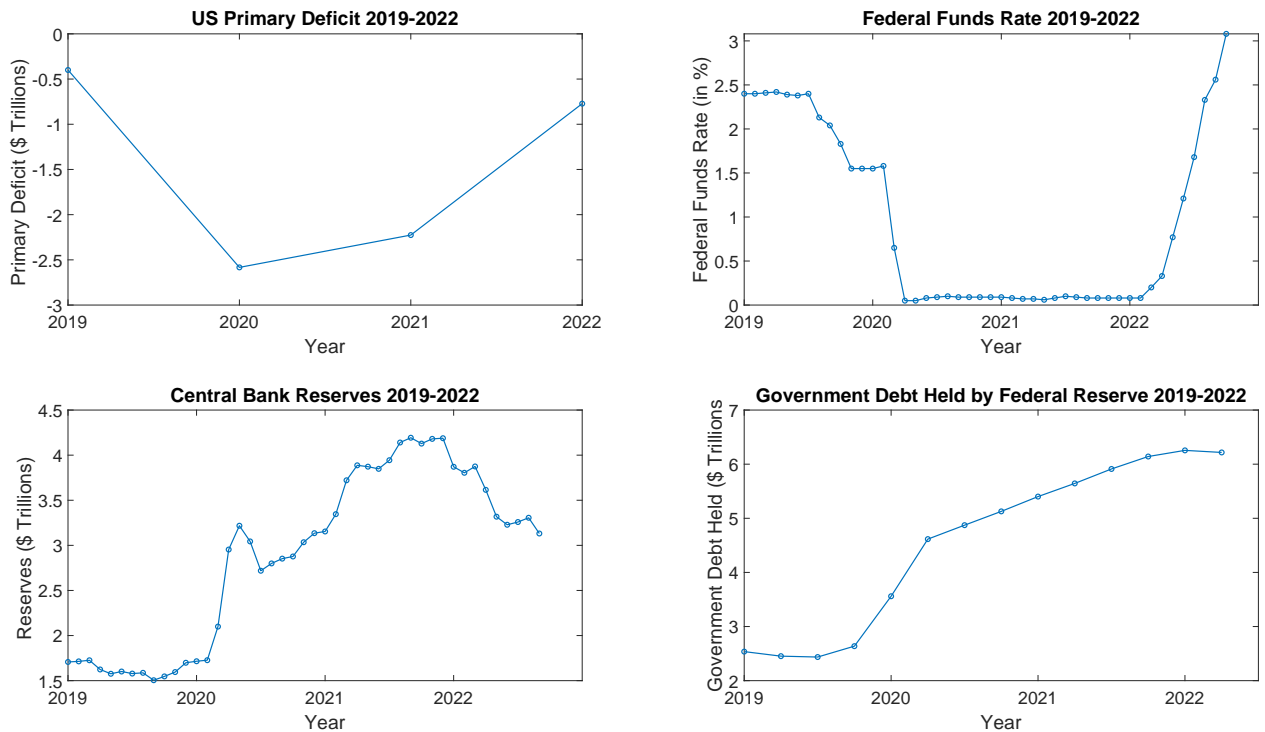 US Primary Deficit 2019-2022
0
-0.5
-1
-1.5
-2
-2.5
-3
Primary Deficit ($ Trillions)
2019 2020 2021 2022
Year
Federal Funds Rate 2019-2022
3
2.5
2
1.5
1
0.5
0
Federal Funds Rate (in %)
2019 2020 2021 2022
Year
Central Bank Reserves 2019-2022
4.5
4
3.5
3
2.5
2
1.5
Reserves ($ Trillions)
2019 2020 2021 2022
Year
Government Debt Held by Federal Reserve 2019-2022
7
6
5
4
3
2
Government Debt Held ($ Trillions
2019 2020 2021 2022
Year